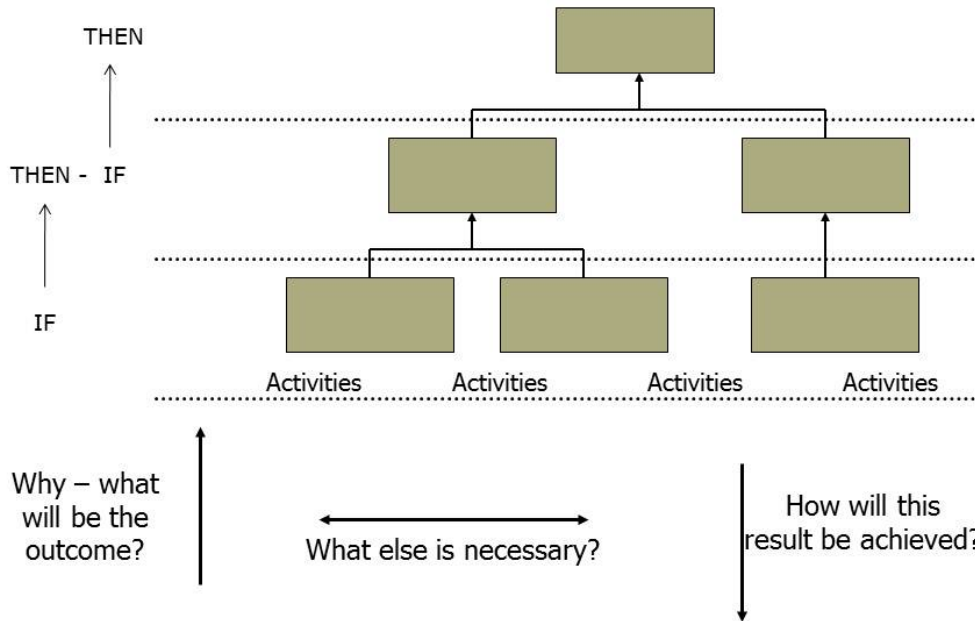 THEN
THEN - IF
IF
Activities Activities Activities Activities
Why – what
will be the
outcome?
What else is necessary?
How will this
result be achieved?